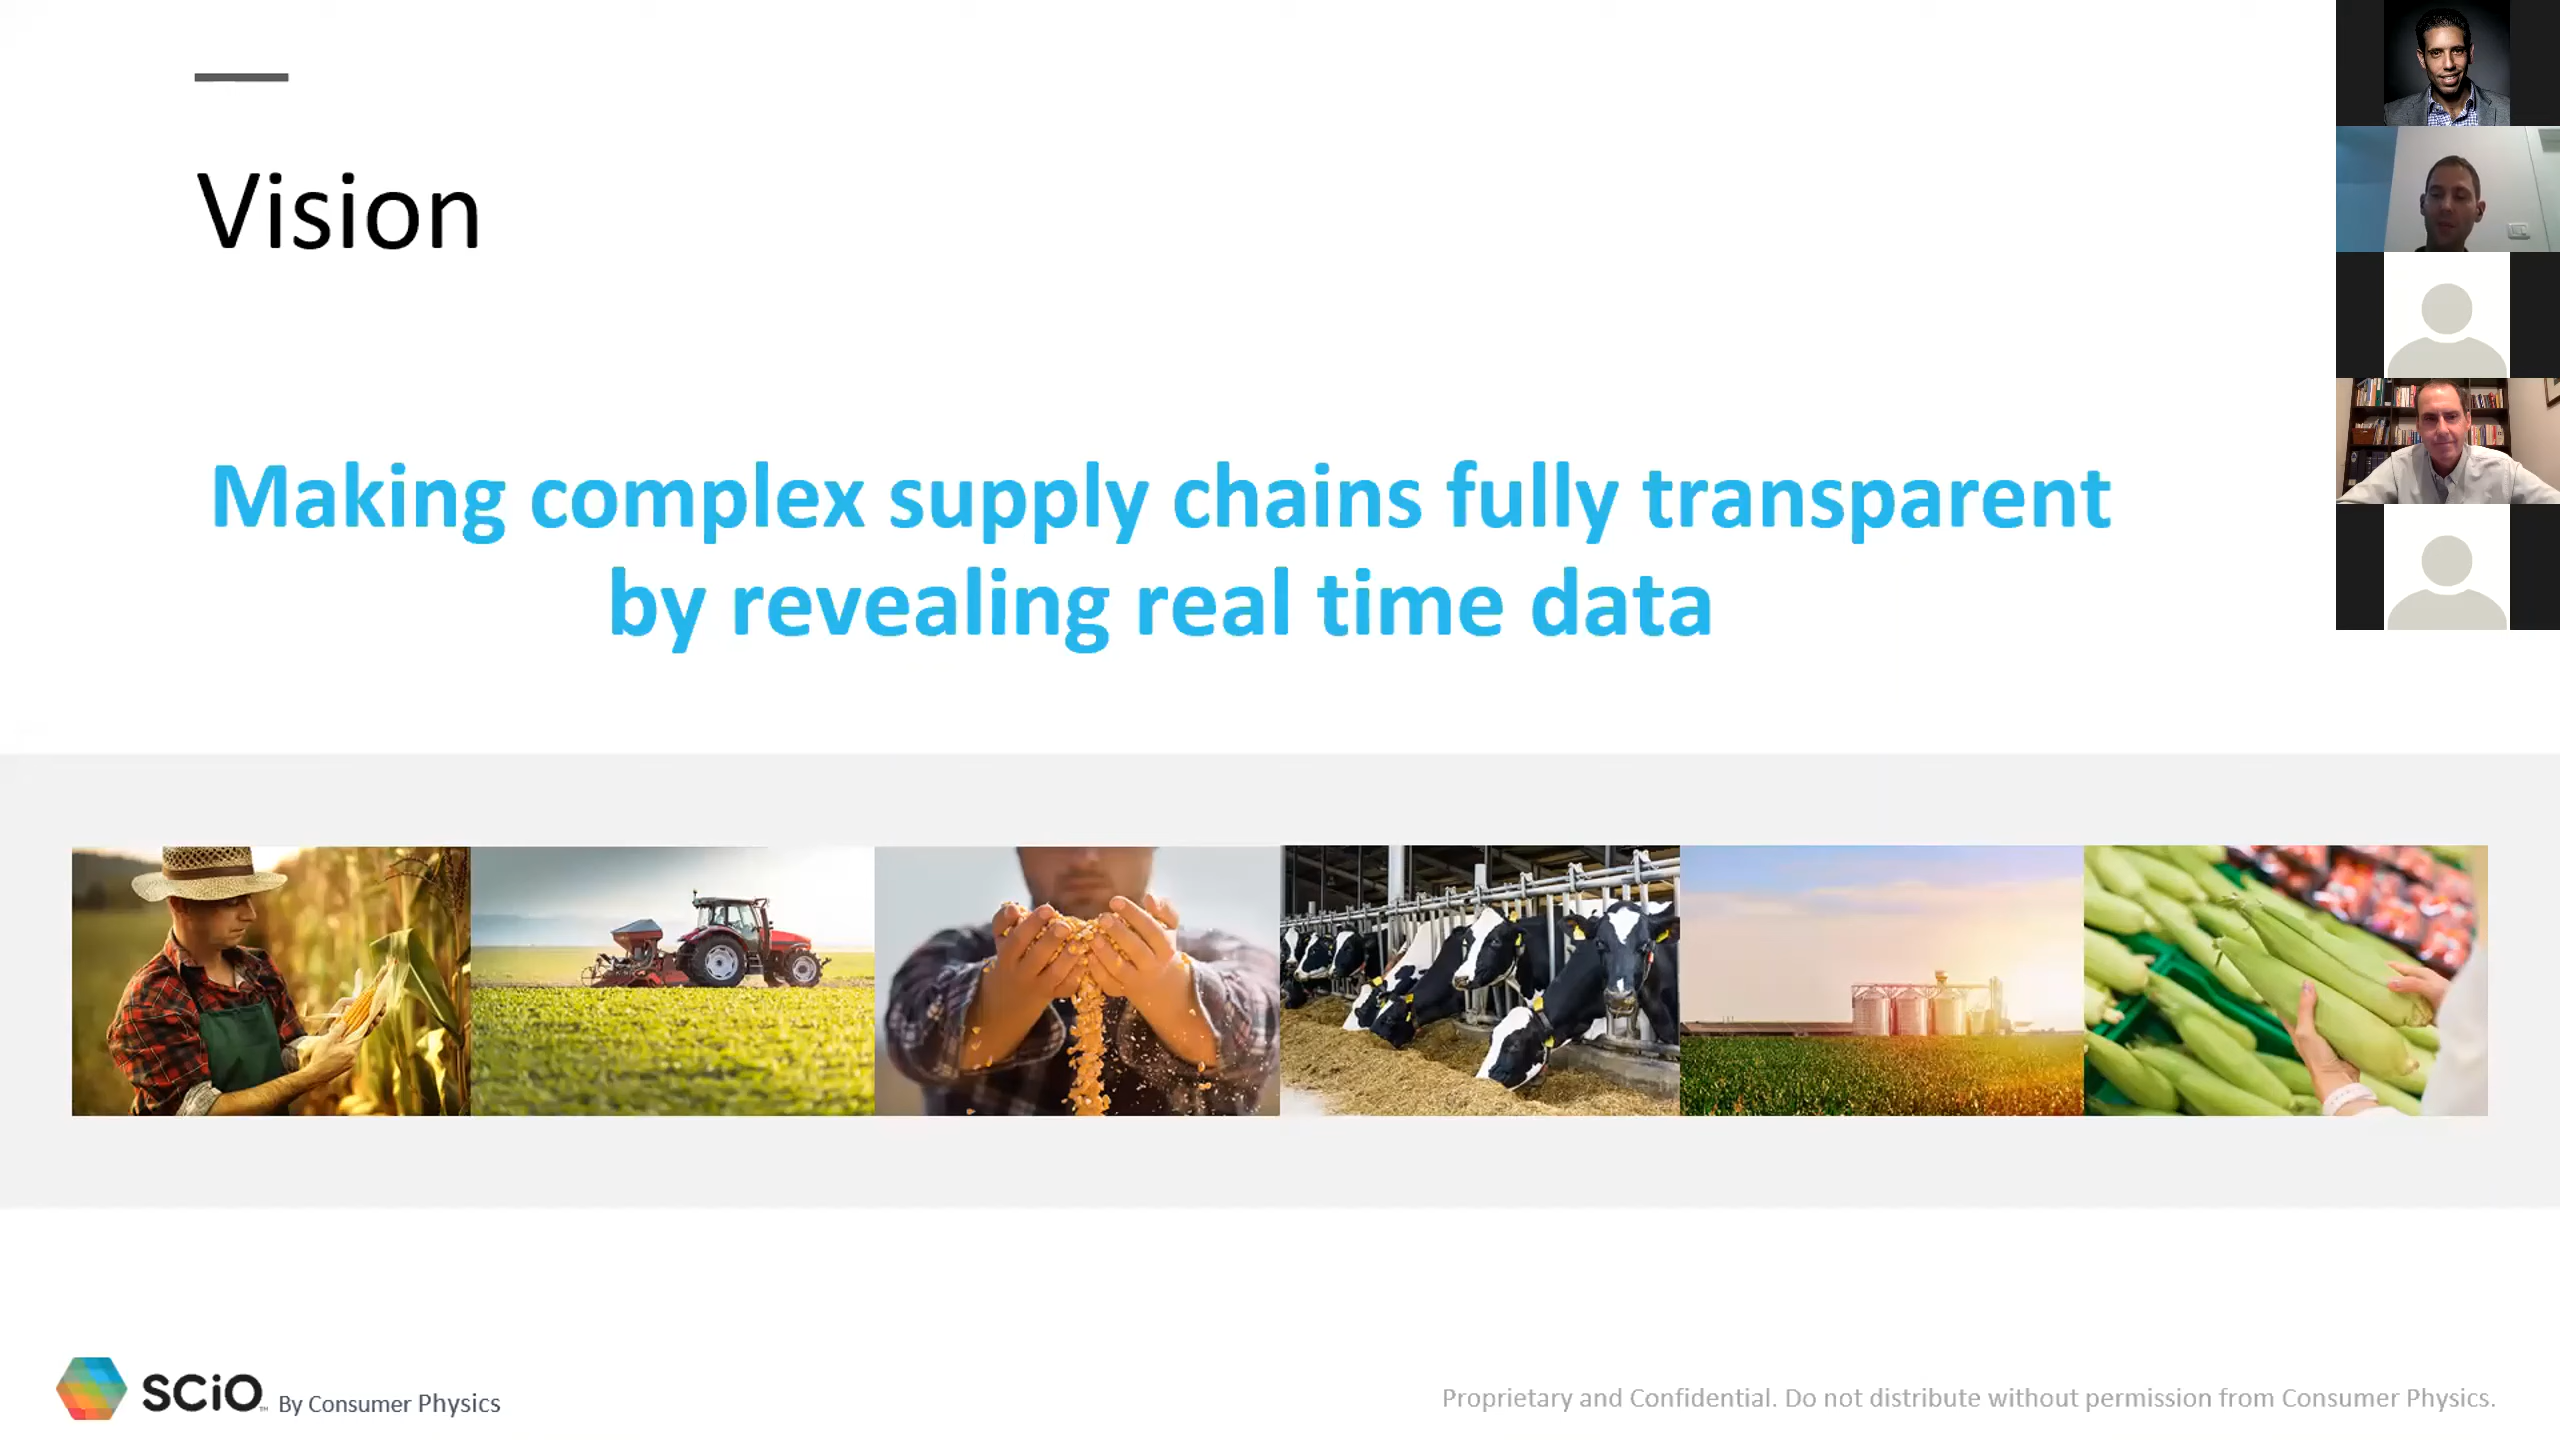 Vision
Making complex supply chains fully transparent
by revealing real time data
SCiO™ By Consumer Physics
Proprietary and Confidential. Do not distribute without permission from Consumer Physics.